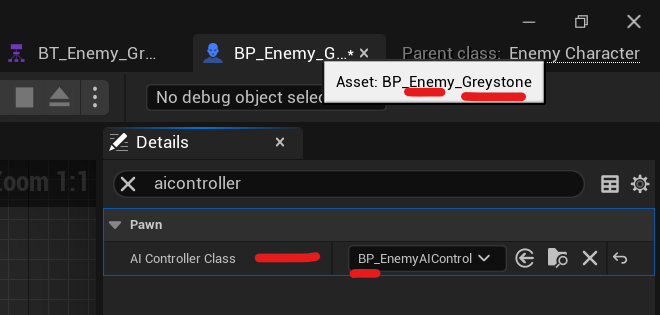 BT_Enemy_Gr...
BP_Enemy_G...*
Parent class: Enemy Character
Asset: BP_Enemy_Greystone
No debug object selec
Details
Zoom 1:1
aicontroller
Pawn
AI Controller Class
BP_EnemyAIControl